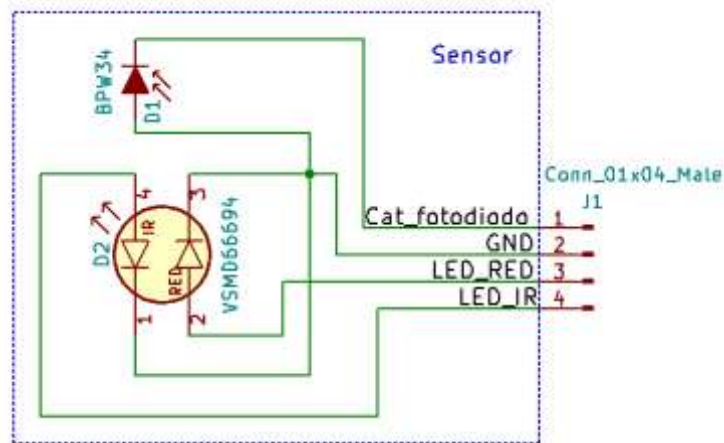 Sensor
BPW34
D1
Conn_01x04_Male
J1
Cat_fotodiodo 1
GND 2
LED_RED 3
LED_IR 4
D2
4
3
IR
RED
VSMD66694
1
2